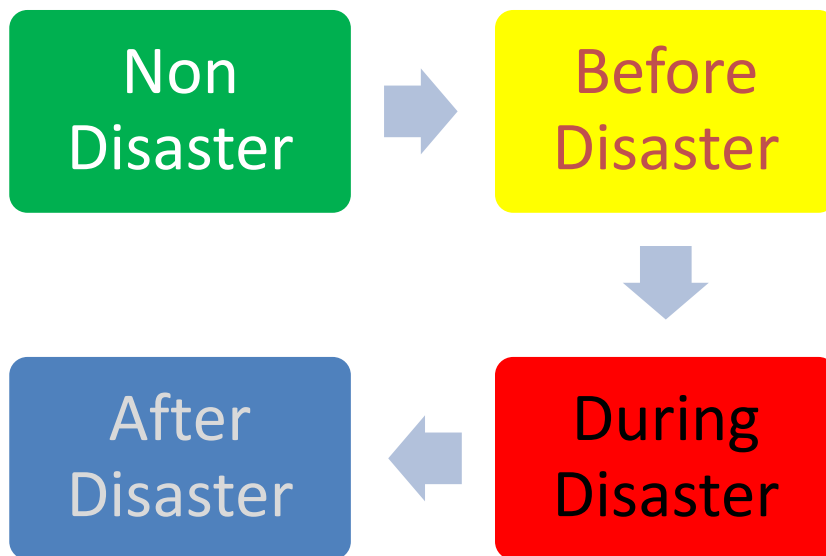 Non
Disaster
Before
Disaster
During
Disaster
After
Disaster